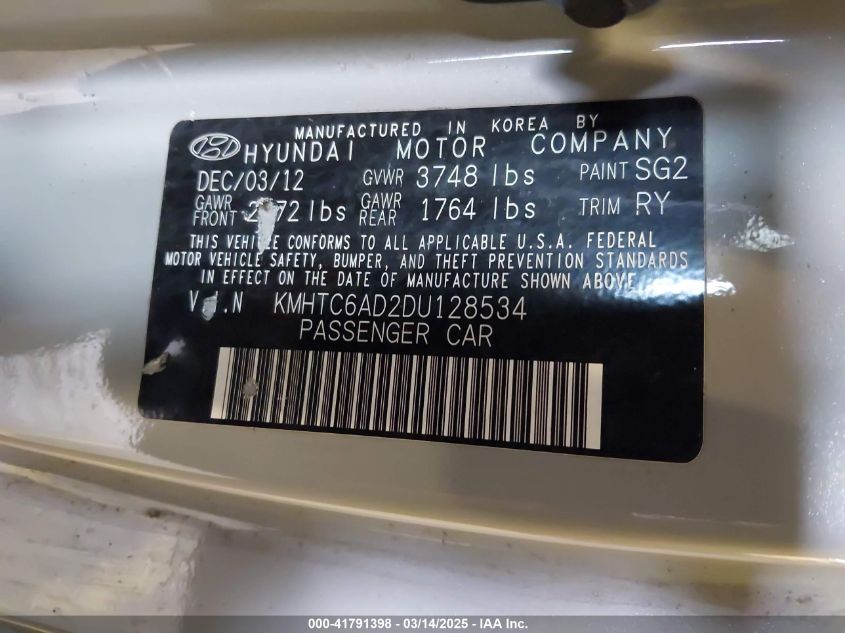 MANUFACTURED IN KOREA BY
HYUNDAI MOTOR COMPANY
DEC/03/12 GVWR 3748 lbs PAINT SG2
GAWR FRONT lbs GAWR REAR 1764 lbs TRIM RY
THIS VEHICLE CONFORMS TO ALL APPLICABLE U.S.A. FEDERAL
MOTOR VEHICLE SAFETY, BUMPER, AND THEFT PREVENTION STANDARDS
IN EFFECT ON THE DATE OF MANUFACTURE SHOWN ABOVE.
KMHTC6AD2DU128534
PASSENGER CAR
000-41791398 - 03/14/2025 - IAA Inc.